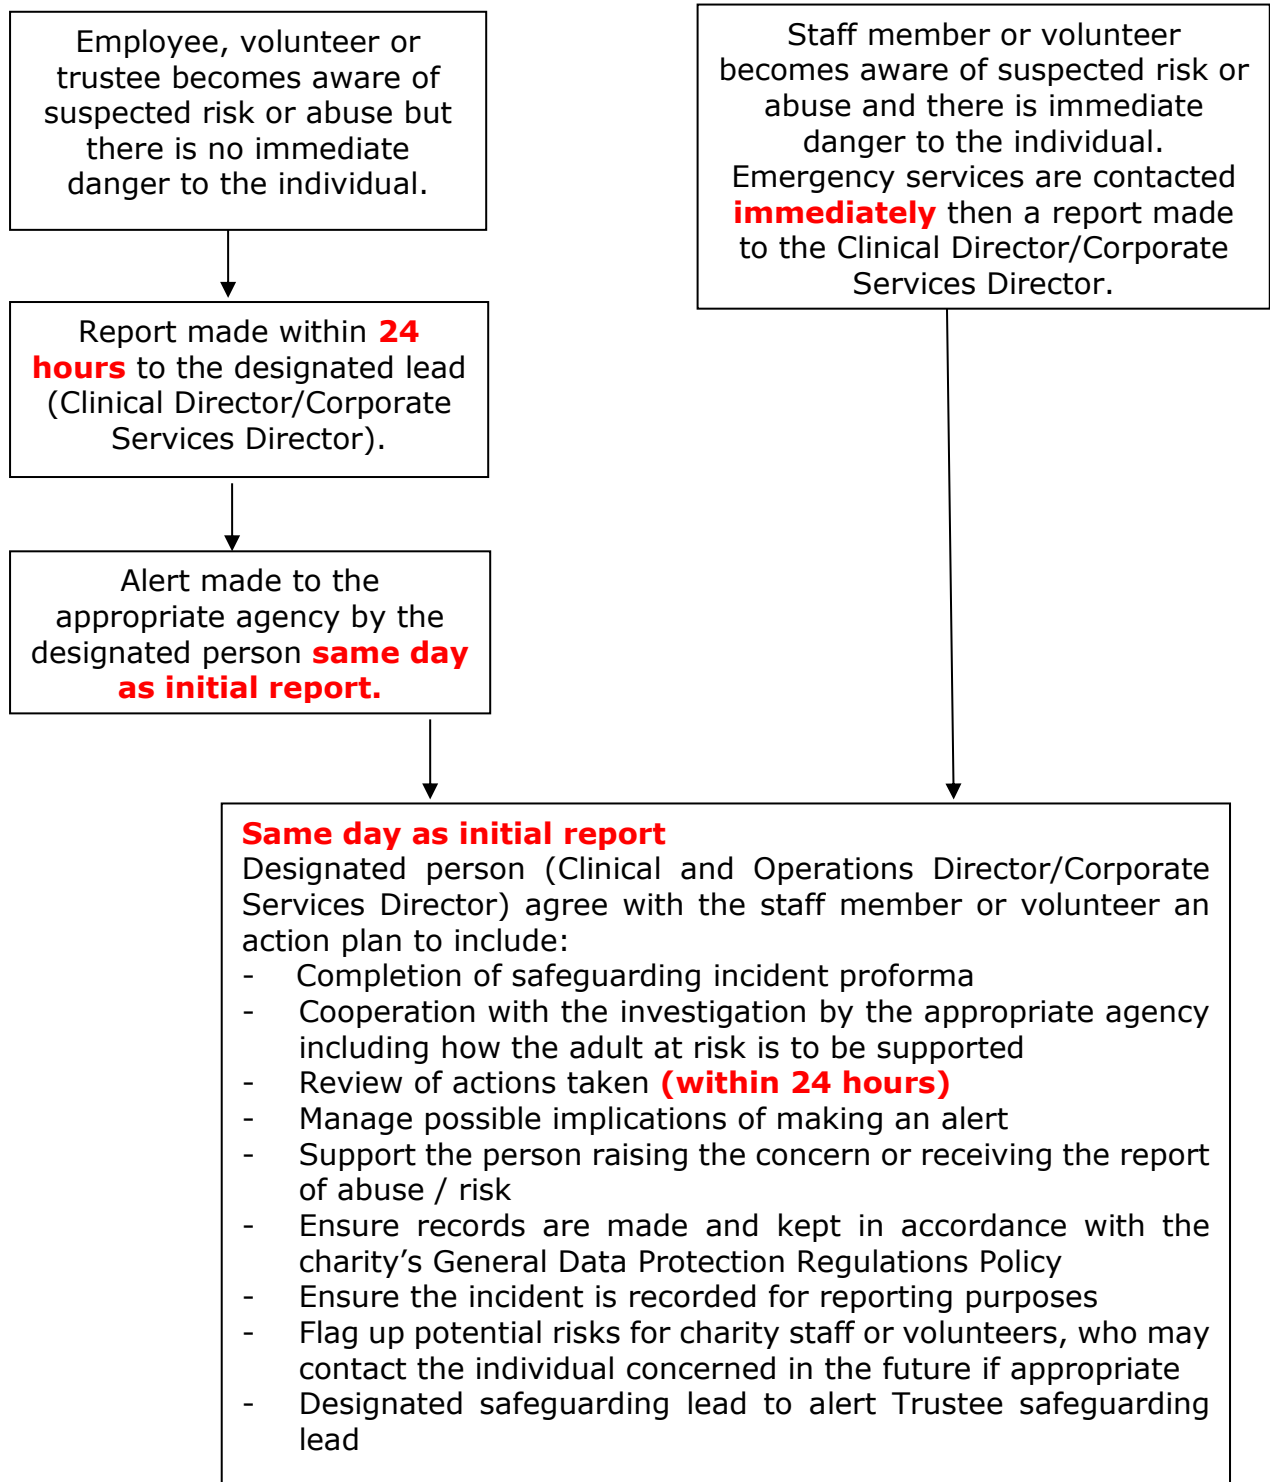 Employee, volunteer or
trustee becomes aware of
suspected risk or abuse but
there is no immediate
danger to the individual.
Report made within 24
hours to the designated lead
(Clinical Director/Corporate
Services Director).
Alert made to the
appropriate agency by the
designated person same day
as initial report.
Staff member or volunteer
becomes aware of suspected risk or
abuse and there is immediate
danger to the individual.
Emergency services are contacted
immediately then a report made
to the Clinical Director/Corporate
Services Director.
Same day as initial report
Designated person (Clinical and Operations Director/Corporate
Services Director) agree with the staff member or volunteer an
action plan to include:
- Completion of safeguarding incident proforma
- Cooperation with the investigation by the appropriate agency
including how the adult at risk is to be supported
- Review of actions taken (within 24 hours)
- Manage possible implications of making an alert
- Support the person raising the concern or receiving the report
of abuse / risk
- Ensure records are made and kept in accordance with the
charity’s General Data Protection Regulations Policy
- Ensure the incident is recorded for reporting purposes
- Flag up potential risks for charity staff or volunteers, who may
contact the individual concerned in the future if appropriate
- Designated safeguarding lead to alert Trustee safeguarding
lead